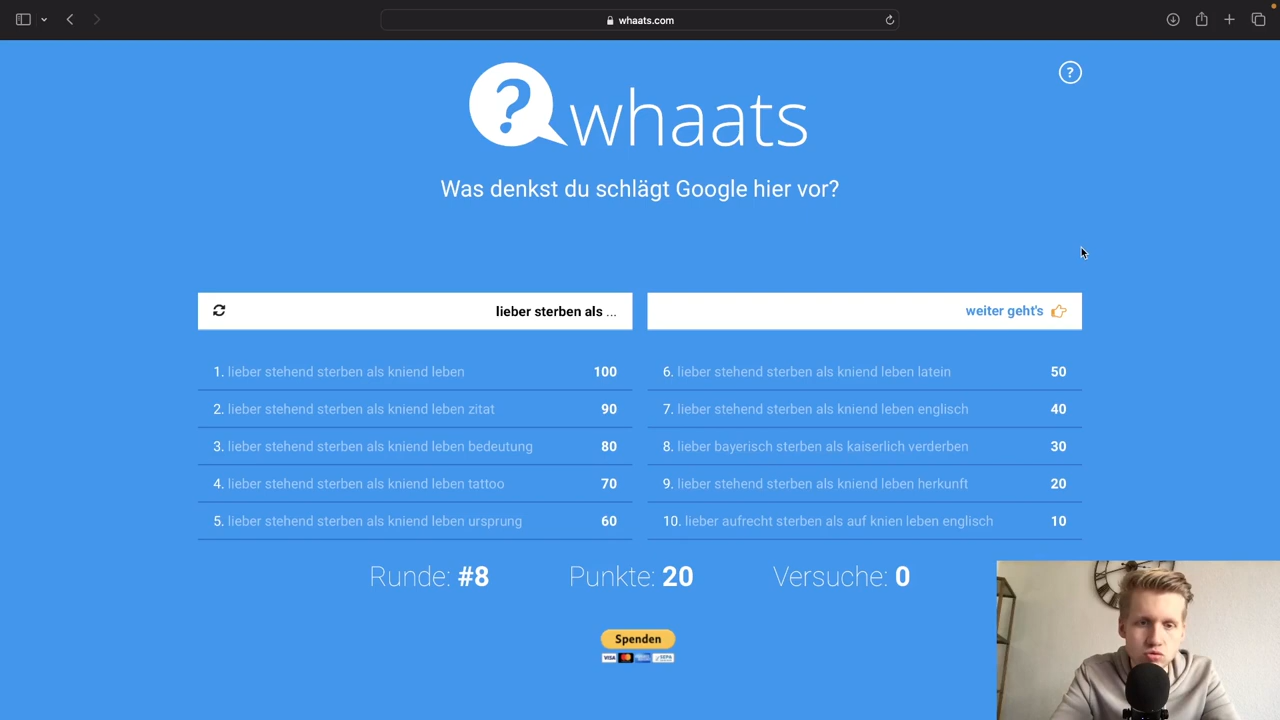 whaats.com
?
? whaats
Was denkst du schlägt Google hier vor?
lieber sterben als ...
weiter geht's
1. lieber stehend sterben als kniend leben 100
2. lieber stehend sterben als kniend leben zitat 90
3. lieber stehend sterben als kniend leben bedeutung 80
4. lieber stehend sterben als kniend leben tattoo 70
5. lieber stehend sterben als kniend leben ursprung 60
6. lieber stehend sterben als kniend leben latein 50
7. lieber stehend sterben als kniend leben englisch 40
8. lieber bayerisch sterben als kaiserlich verderben 30
9. lieber stehend sterben als kniend leben herkunft 20
10. lieber aufrecht sterben als auf knien leben englisch 10
Runde: #8 Punkte: 20 Versuche: 0
Spenden
VISA